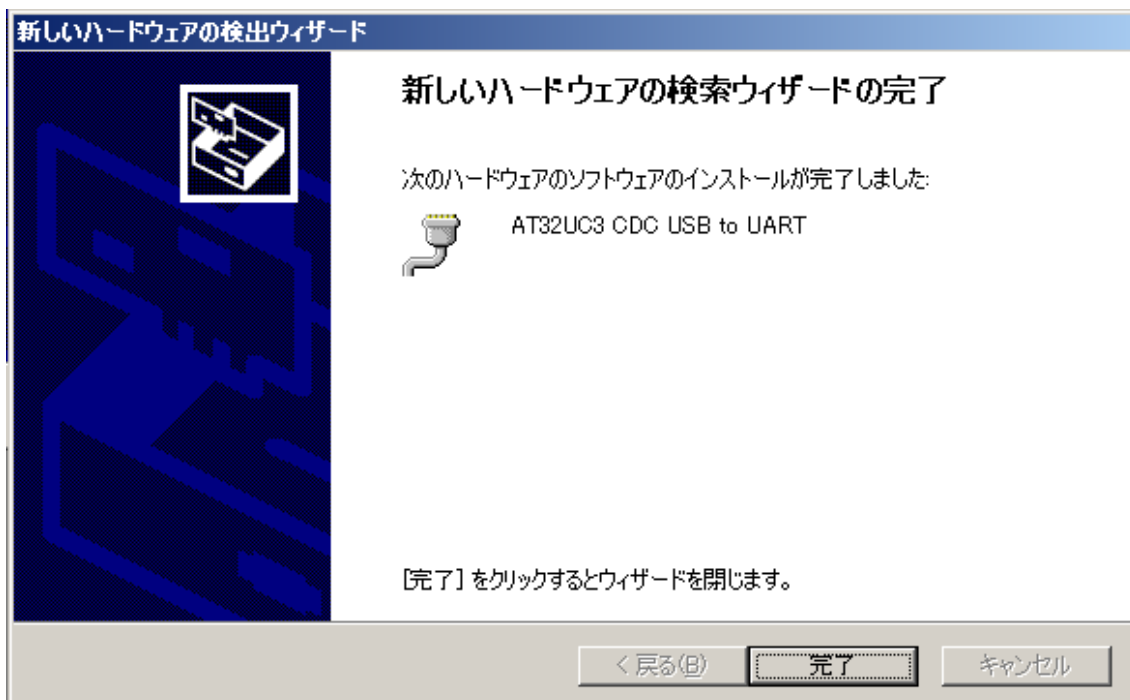 新しいハードウェアの検出ウィザード
新しいハードウェアの検索ウィザードの完了
次のハードウェアのソフトウェアのインストールが完了しました:
AT32UC3 CDC USB to UART
[完了] をクリックするとウィザードを閉じます。
< 戻る(B)
完了
キャンセル